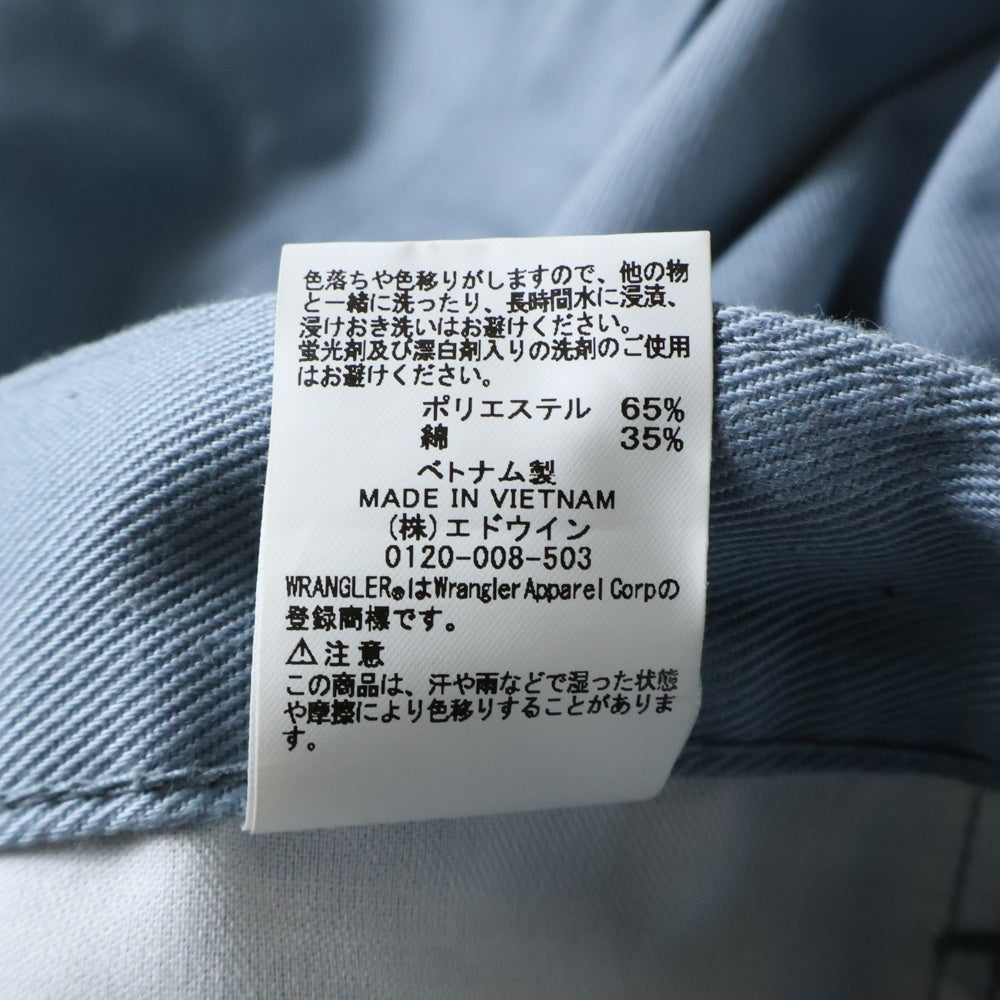 色落ちや色移りがしますので、他の物
と一緒に洗ったり、長時間水に浸漬、
浸けおき洗いはお避けください。
蛍光剤及び漂白剤入りの洗剤のご使用
はお避けください。
ポリエステル 65%
綿 35%
ベトナム製
MADE IN VIETNAM
(株)エドウイン
0120-008-503
WRANGLER®はWrangler Apparel Corpの
登録商標です。
⚠注意
この商品は、汗や雨などで湿った状態
や摩擦により色移りすることがありま
す。